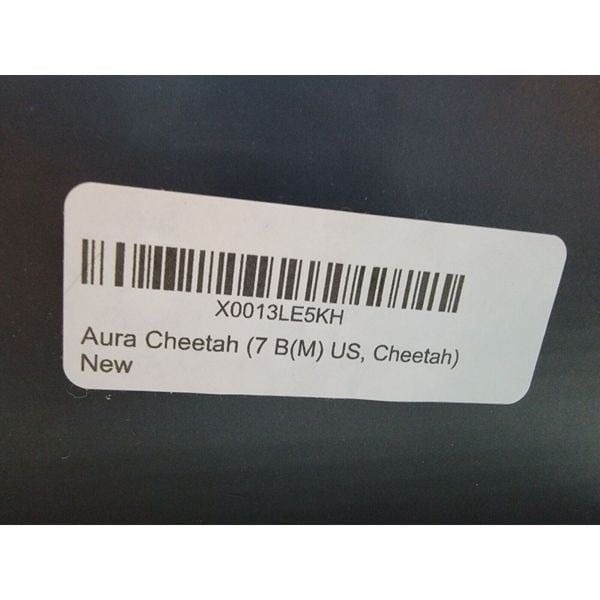 X0013LE5KH
Aura Cheetah (7 B(M) US, Cheetah)
New